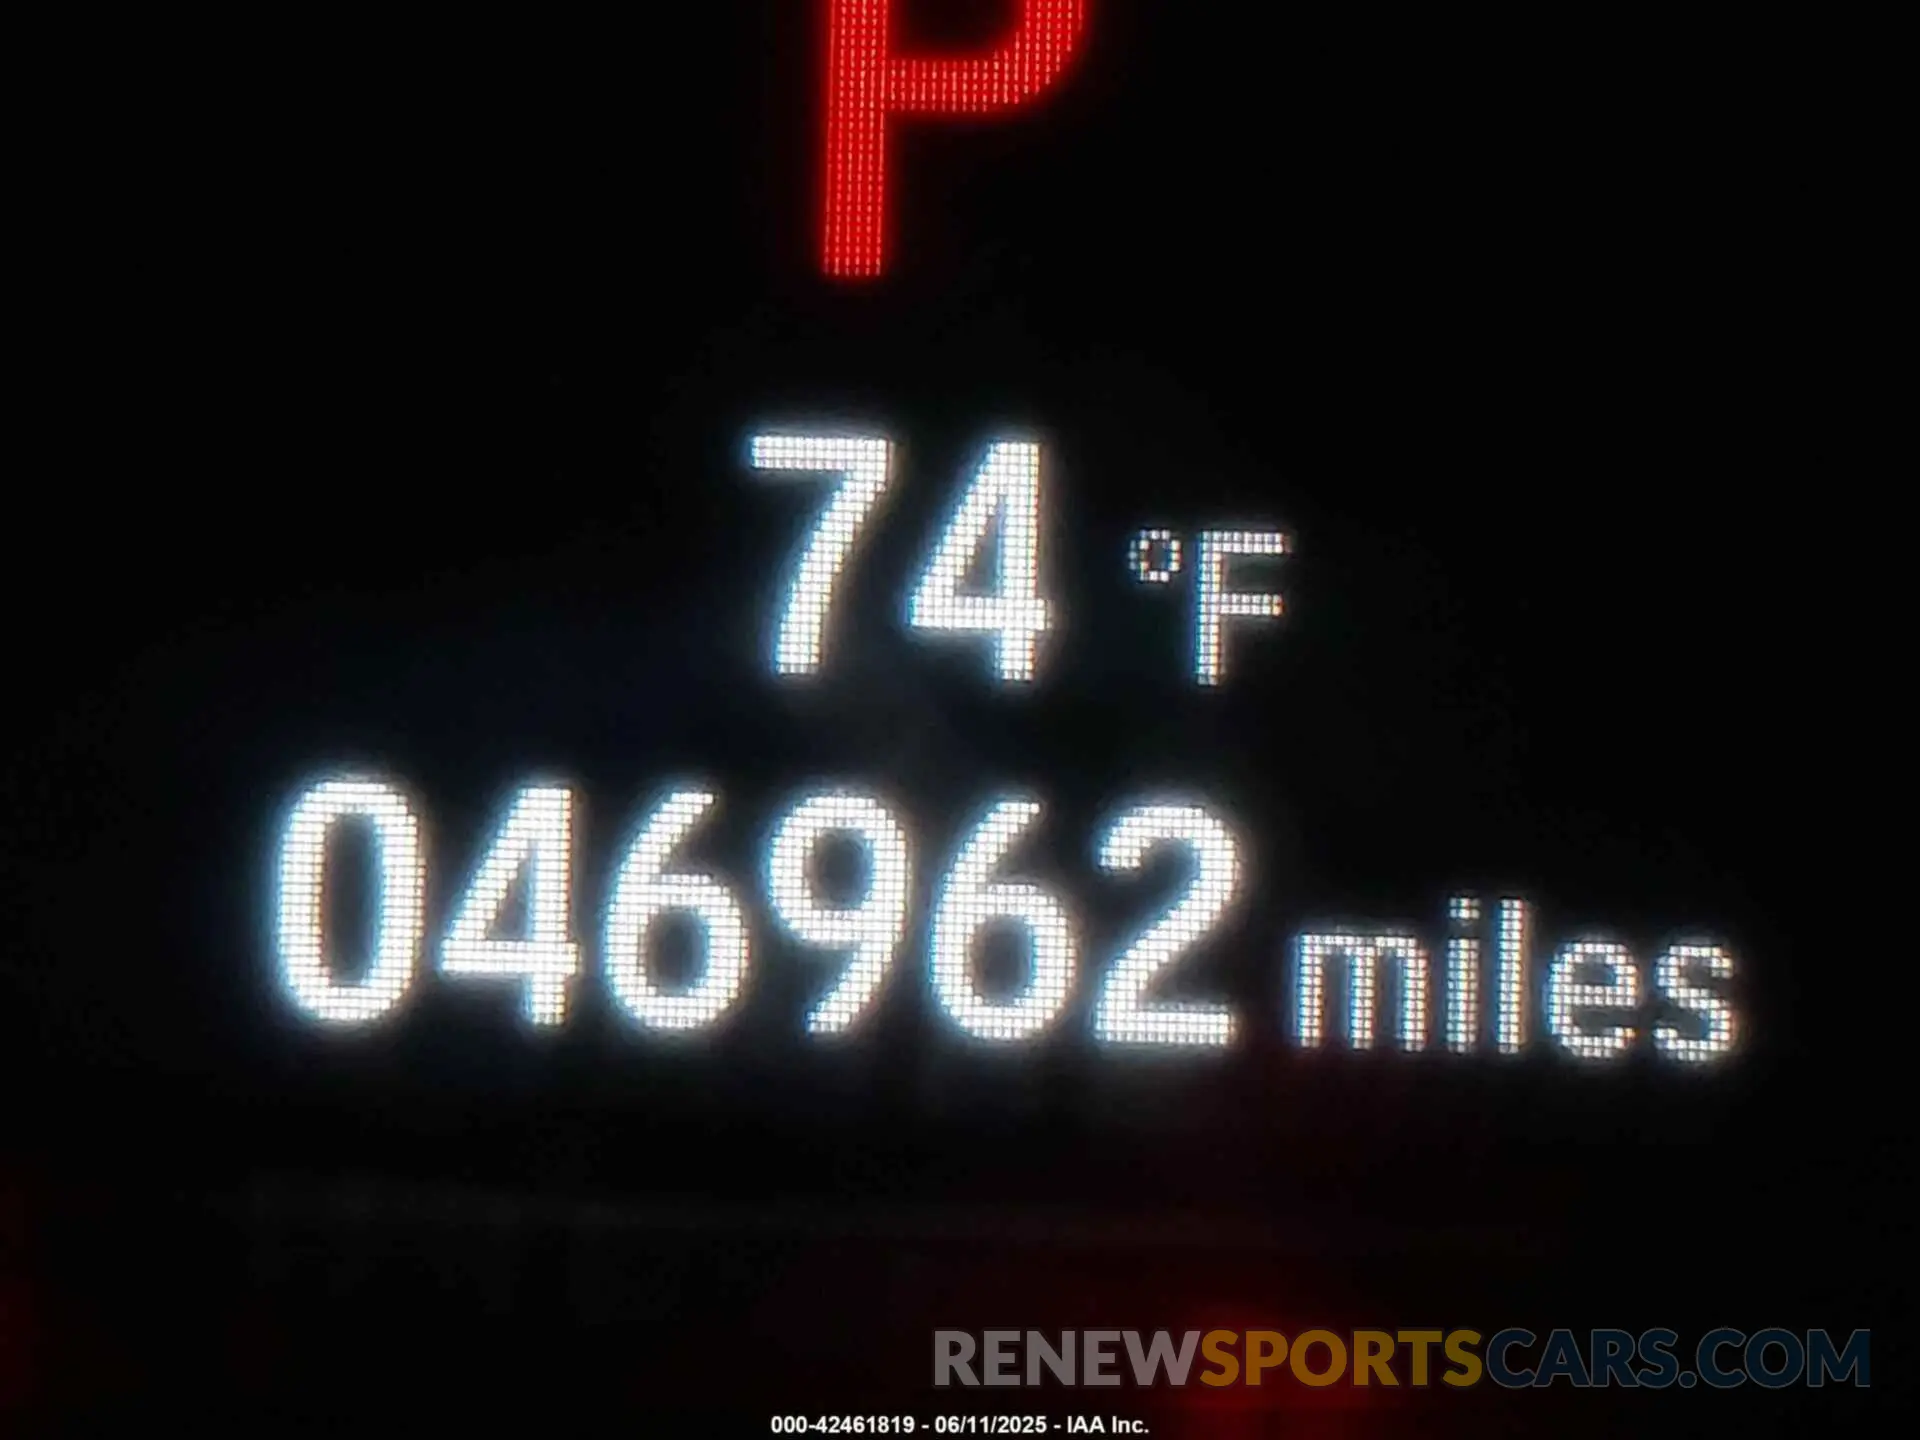 P
74 °F
046962 miles
RENEWSPORTSCARS.COM
000-42461819 - 06/11/2025 - IAA Inc.